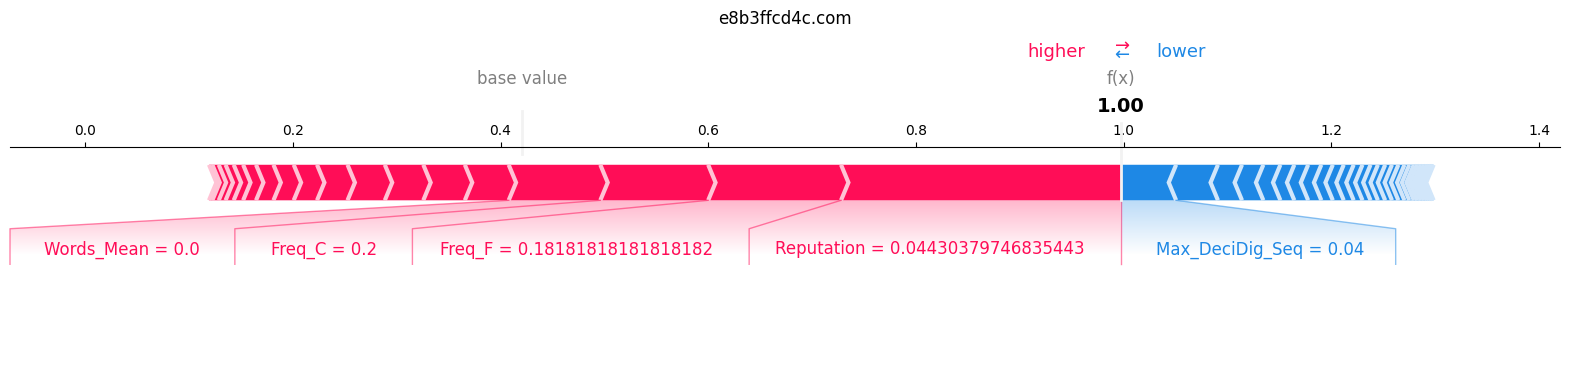 e8b3ffcd4c.com
higher → ← lower
base value f(x)
1.00
0.0 0.2 0.4 0.6 0.8 1.0 1.2 1.4
Words_Mean = 0.0 Freq_C = 0.2 Freq_F = 0.18181818181818182 Reputation = 0.04430379746835443 Max_DeciDig_Seq = 0.04